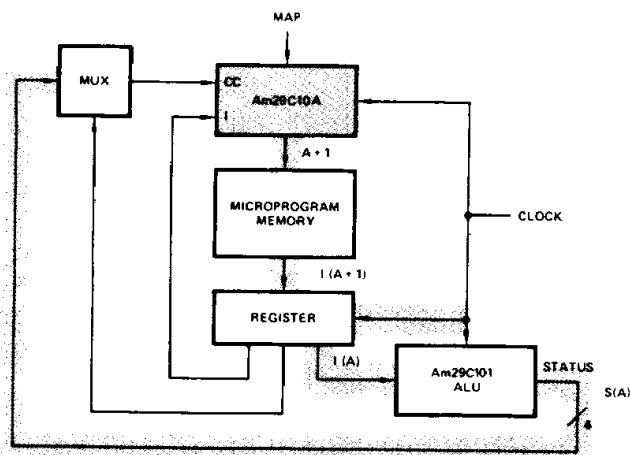 MAP
MUX
CC
Am29C10A
I
A + 1
MICROPROGRAM
MEMORY
CLOCK
I (A + 1)
REGISTER
I (A)
Am29C101
ALU
STATUS
S(A)
4